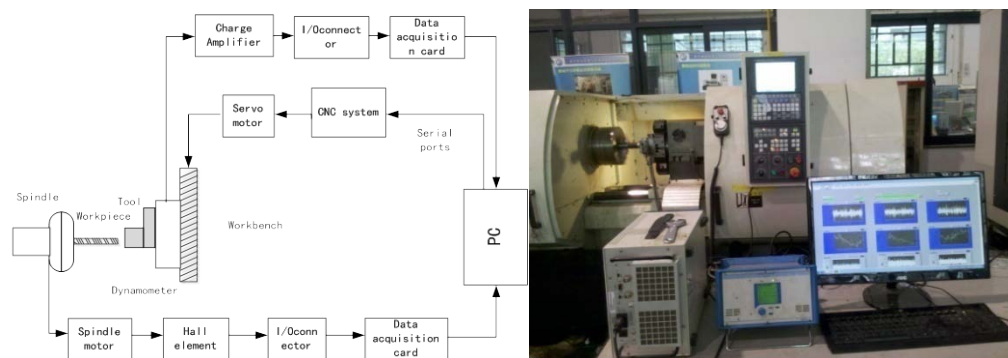 Charge
Amplifier
I/Oconnect
or
Data
acquisitio
n card
Servo
motor
CNC system
Serial
ports
Spindle
Tool
Workpiece
Workbench
PC
Dynamometer
Spindle
motor
Hall
element
I/Oconn
ector
Data
acquisition
card